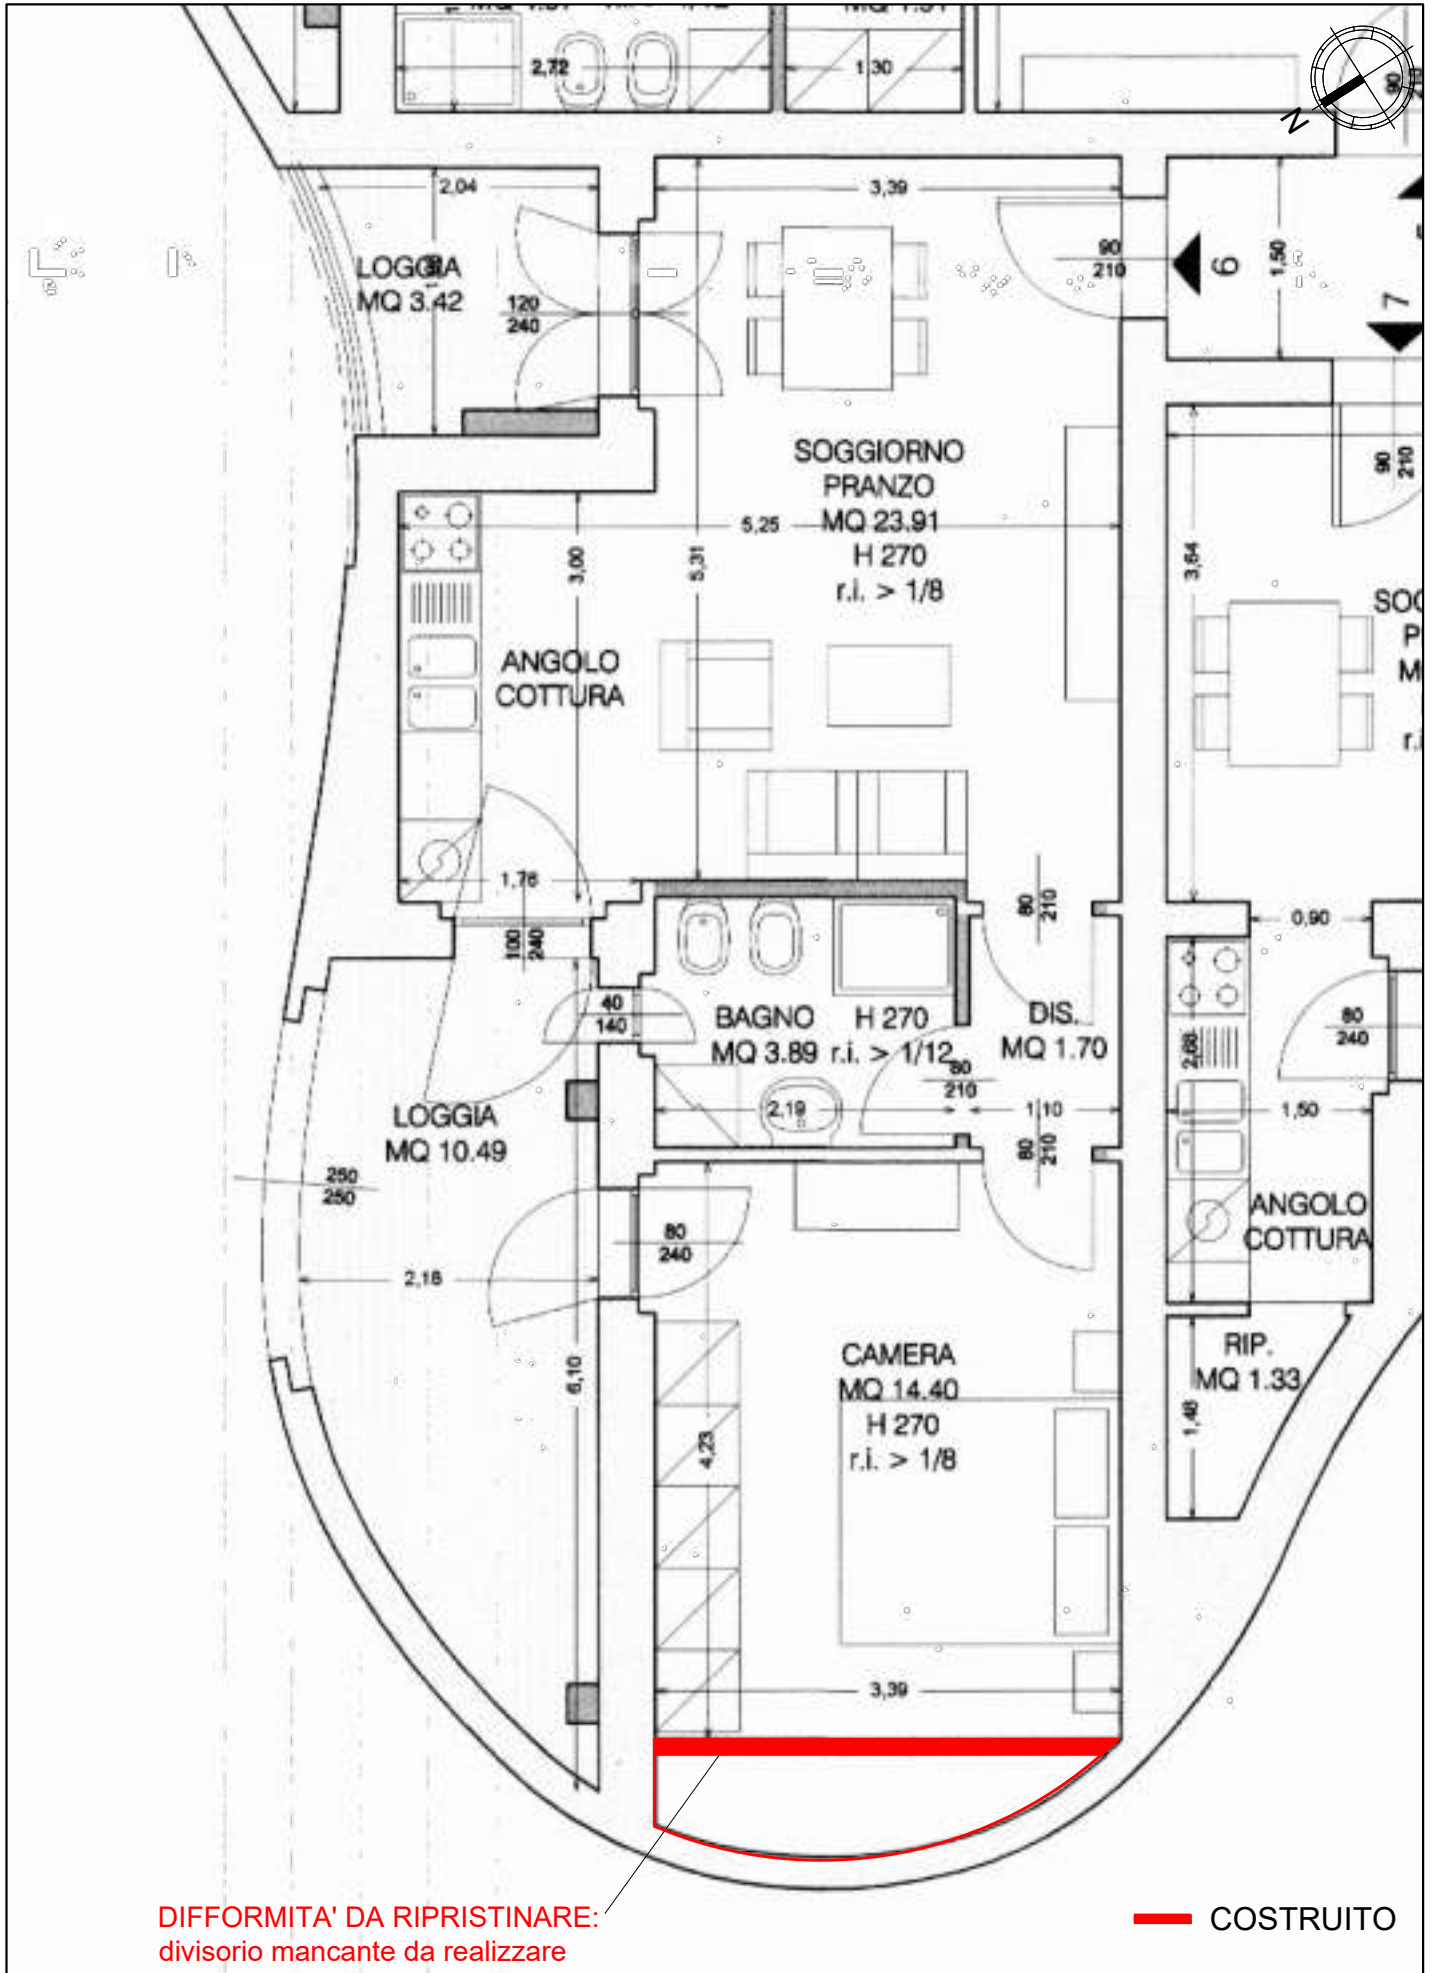 2,72
1,30
90
210
N
2,04
3,39
LOGGIA
MQ 3.42
120
240
90
210
6
1,50
7
SOGGIORNO
PRANZO
MQ 23.91
H 270
r.i. > 1/8
5,25
3,00
5,31
3,64
90
210
ANGOLO
COTTURA
1,76
100
240
80
210
0,90
40
140
BAGNO H 270
MQ 3.89 r.i. > 1/12
DIS.
MQ 1.70
80
210
2,19
1,10
80
210
2,68
80
240
1,50
LOGGIA
MQ 10.49
250
250
80
240
2,18
ANGOLO
COTTURA
6,10
CAMERA
MQ 14.40
H 270
r.i. > 1/8
4,23
RIP.
MQ 1.33
1,48
3,39
DIFFORMITA' DA RIPRISTINARE:
divisorio mancante da realizzare
COSTRUITO